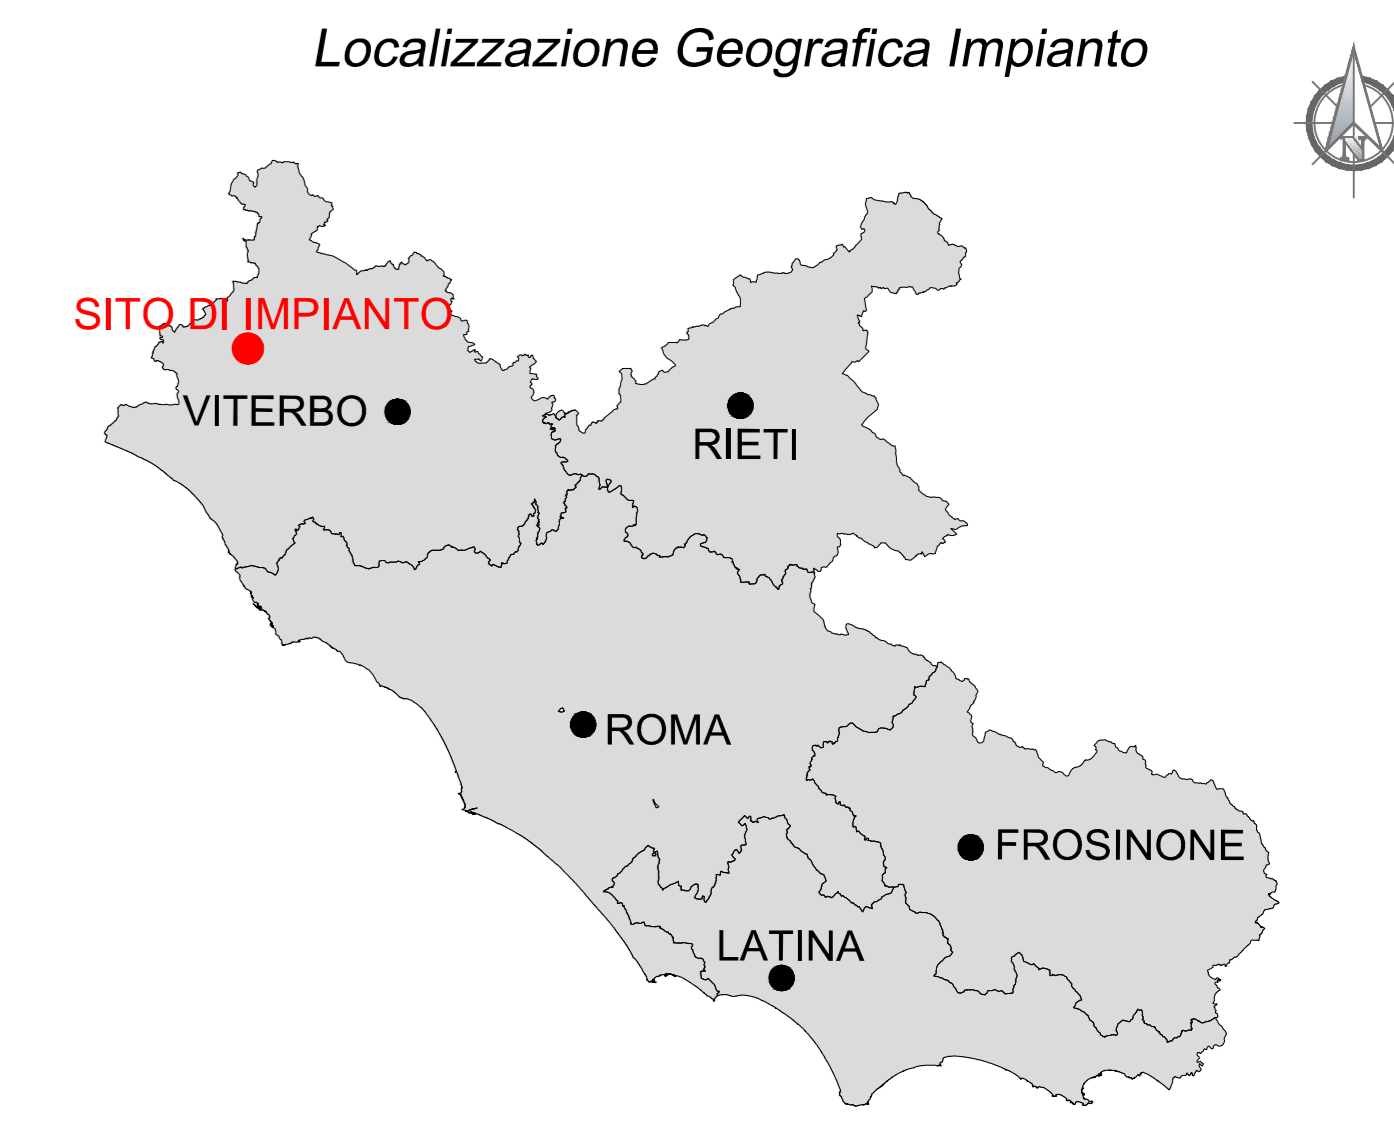 Localizzazione Geografica Impianto
N
SITO DI IMPIANTO
VITERBO
RIETI
ROMA
FROSINONE
LATINA